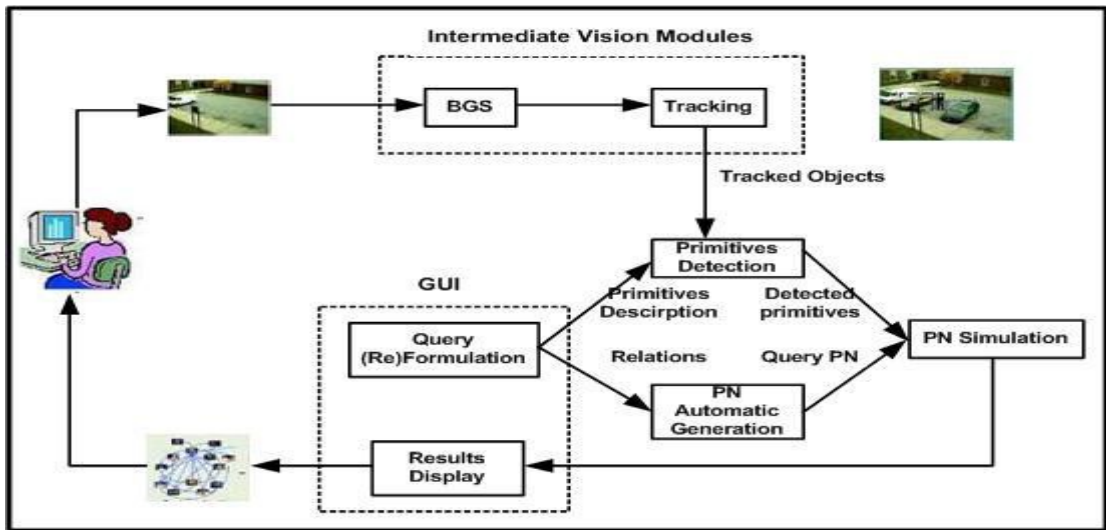 Intermediate Vision Modules
BGS
Tracking
Tracked Objects
Primitives
Detection
GUI
Primitives
Descirption
Detected
primitives
Query
(Re)Formulation
Relations
Query PN
PN Simulation
PN
Automatic
Generation
Results
Display